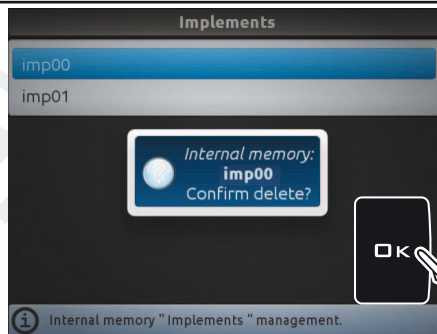 Implements
imp00
imp01
Internal memory:
imp00
Confirm delete?
OK
Internal memory " Implements " management.